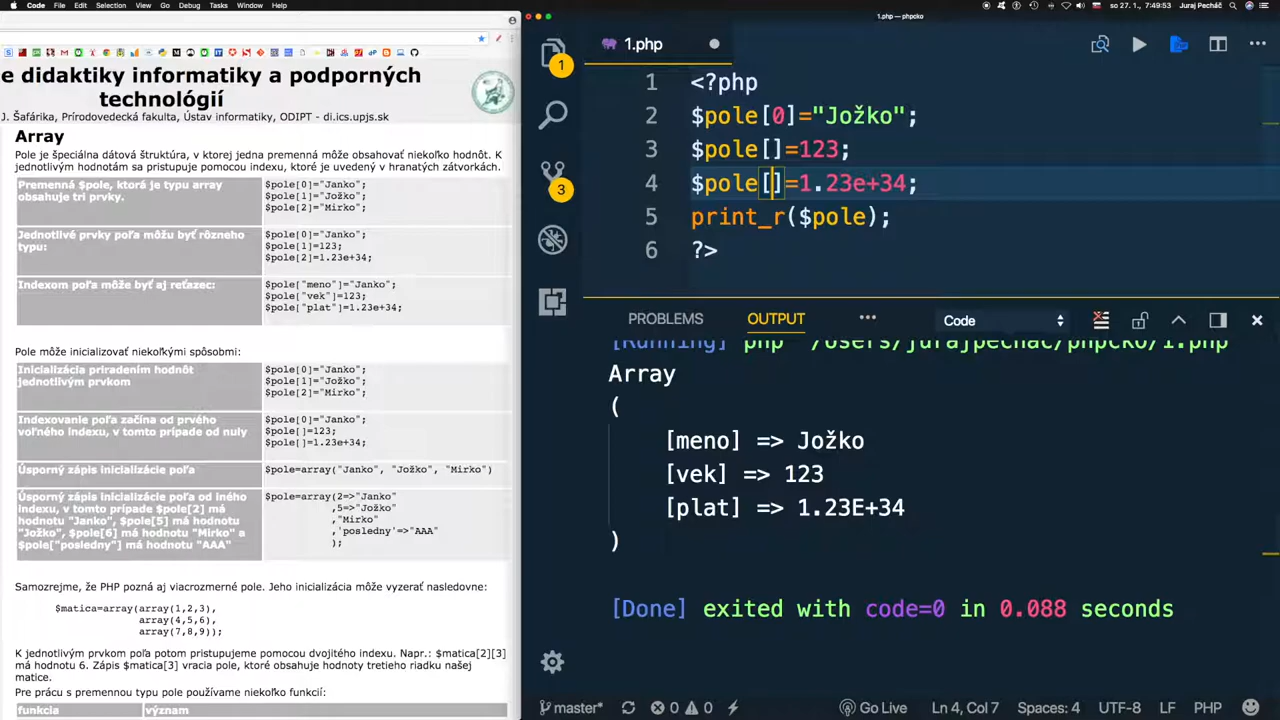 Code File Edit Selection View Go Debug Tasks Window Help
so 27. 1., 7:49:53 Juraj Pecháč
1.php — phpcko
e didaktiky informatiky a podporných
technológií
J. Šafárika, Prírodovedecká fakulta, Ústav informatiky, ODIPT - di.ics.upjs.sk
Array
Pole je špeciálna dátová štruktúra, v ktorej jedna premenná môže obsahovať niekoľko hodnôt. K
jednotlivým hodnotám sa pristupuje pomocou indexu, ktoré je uvedený v hranatých zátvorkách.
Premenná $pole, ktorá je typu array
obsahuje tri prvky.
$pole[0]="Janko";
$pole[1]="Jožko";
$pole[2]="Mirko";
Jednotlivé prvky poľa môžu byť rôzneho
typu:
$pole[0]="Janko";
$pole[1]=123;
$pole[2]=1.23e+34;
Indexom poľa môže byť aj reťazec:
$pole["meno"]="Janko";
$pole["vek"]=123;
$pole["plat"]=1.23e+34;
Pole môže inicializovať niekoľkými spôsobmi:
Inicializácia priradením hodnôt
jednotlivým prvkom
$pole[0]="Janko";
$pole[1]="Jožko";
$pole[2]="Mirko";
Indexovanie poľa začína od prvého
voľného indexu, v tomto prípade od nuly
$pole[]="Janko";
$pole[]=123;
$pole[]=1.23e+34;
Úsporný zápis inicializácie poľa
$pole=array("Janko", "Jožko", "Mirko")
Úsporný zápis inicializácie poľa od iného
indexu, v tomto prípade $pole[2] má
hodnotu "Janko", $pole[5] má hodnotu
"Jožko, $pole[6] má hodnotu "Mirko" a
$pole["posledny"] má hodnotu "AAA"
$pole=array(2=>"Janko"
,5=>"Jožko"
,"Mirko"
,'posledny'=>"AAA"
);
Samozrejme, že PHP pozná aj viacrozmerné pole. Jeho inicializácia môže vyzerať nasledovne:
$matica=array(array(1,2,3),
array(4,5,6),
array(7,8,9));
K jednotlivým prvkom poľa potom pristupujeme pomocou dvojitého indexu. Napr.: $matica[2][3]
má hodnotu 6. Zápis $matica[3] vracia pole, ktoré obsahuje hodnoty tretieho riadku našej
matice.
Pre prácu s premennou typu pole používame niekoľko funkcií:
funkcia význam
1.php
1
3
1 <?php
2 $pole[0]="Jožko";
3 $pole[]=123;
4 $pole[]=1.23e+34;
5 print_r($pole);
6 ?>
PROBLEMS OUTPUT ••• Code
[Running] php "/Users/jurajpechac/phpcko/1.php"
Array
(
[meno] => Jožko
[vek] => 123
[plat] => 1.23E+34
)
[Done] exited with code=0 in 0.088 seconds
master* 0 0 Go Live Ln 4, Col 7 Spaces: 4 UTF-8 LF PHP